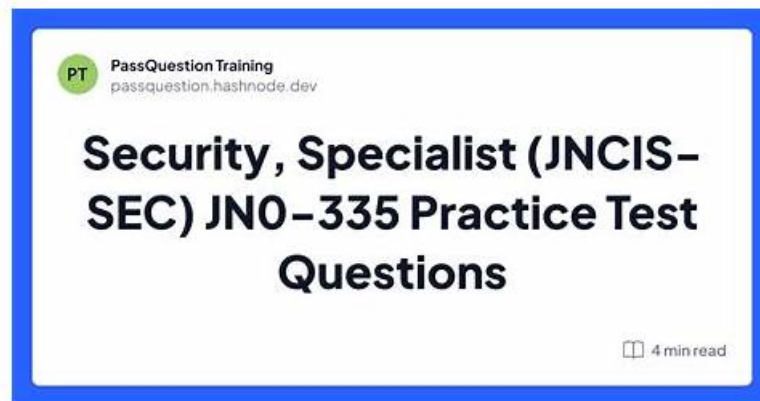 PT
PassQuestion Training
passquestion.hashnode.dev
Security, Specialist (JNCIS-
SEC) JN0-335 Practice Test
Questions
4 min read